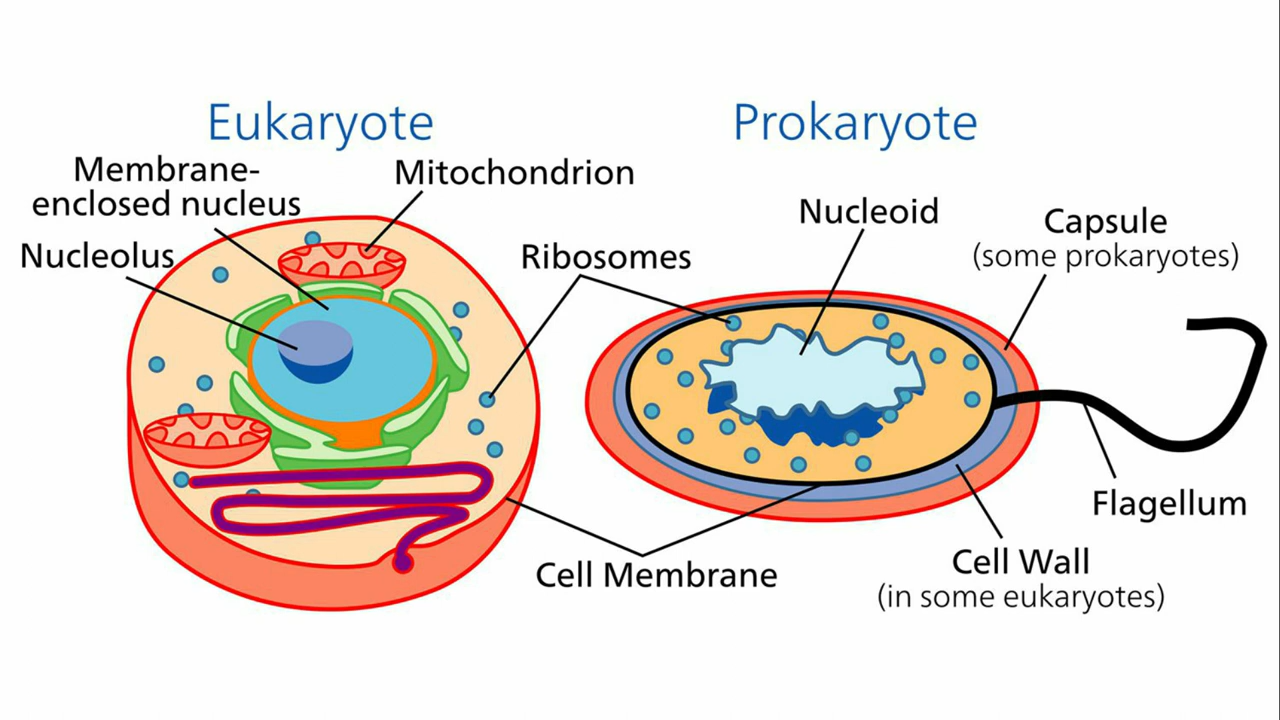 Eukaryote
Prokaryote
Membrane-
enclosed nucleus
Mitochondrion
Nucleolus
Ribosomes
Nucleoid
Capsule
(some prokaryotes)
Flagellum
Cell Membrane
Cell Wall
(in some eukaryotes)